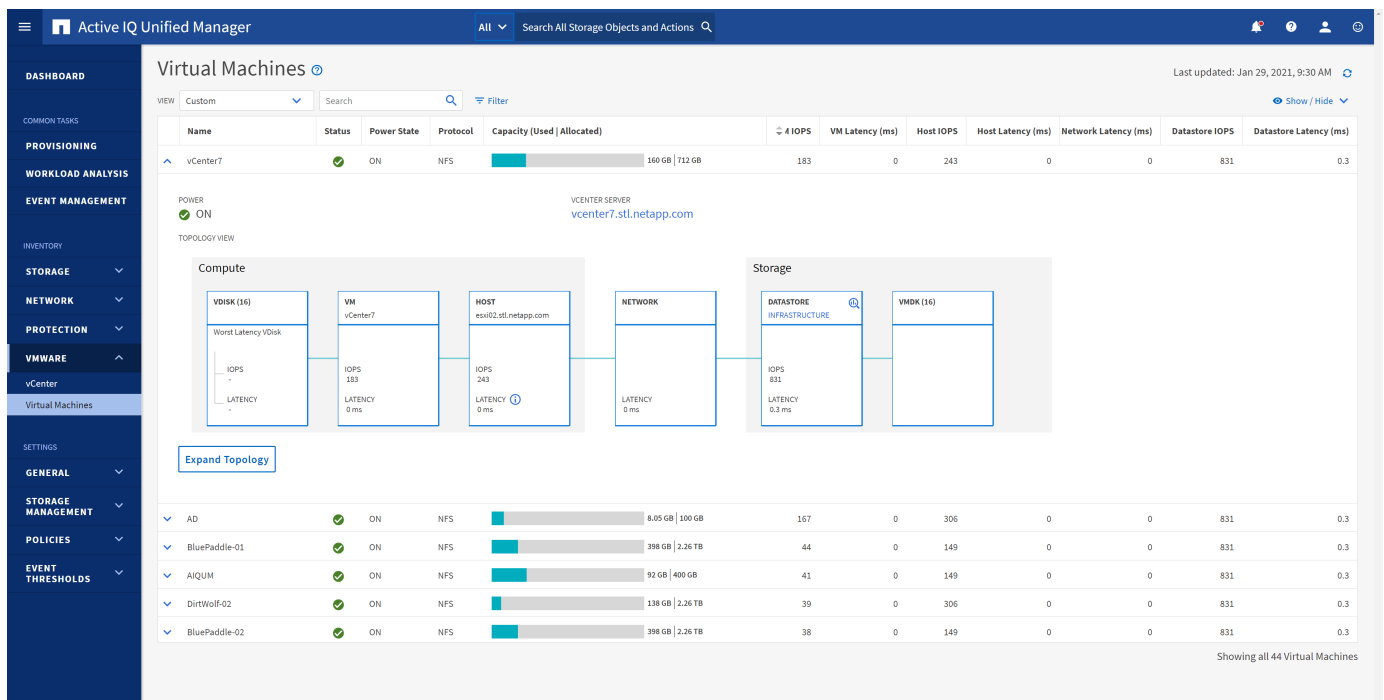 Active IQ Unified Manager
All
Search All Storage Objects and Actions
DASHBOARD
COMMON TASKS
PROVISIONING
WORKLOAD ANALYSIS
EVENT MANAGEMENT
INVENTORY
STORAGE
NETWORK
PROTECTION
VMWARE
vCenter
Virtual Machines
SETTINGS
GENERAL
STORAGE
MANAGEMENT
POLICIES
EVENT
THRESHOLDS
Virtual Machines
Last updated: Jan 29, 2021, 9:30 AM
VIEW Custom Search Filter Show / Hide
Name Status Power State Protocol Capacity (Used | Allocated) IOPS VM Latency (ms) Host IOPS Host Latency (ms) Network Latency (ms) Datastore IOPS Datastore Latency (ms)
vCenter7 ON NFS 160 GB | 712 GB 183 0 243 0 0 831 0.3
POWER
ON
VCENTER SERVER
vcenter7.stl.netapp.com
TOPOLOGY VIEW
Compute
VDISK (16)
Worst Latency VDisk
IOPS
-
LATENCY
-
VM
vCenter7
IOPS
183
LATENCY
0 ms
HOST
esxi02.stl.netapp.com
IOPS
243
LATENCY
0 ms
NETWORK
LATENCY
0 ms
Storage
DATASTORE
INFRASTRUCTURE
IOPS
831
LATENCY
0.3 ms
VMDK (16)
Expand Topology
AD ON NFS 8.05 GB | 100 GB 167 0 306 0 0 831 0.3
BluePaddle-01 ON NFS 398 GB | 2.26 TB 44 0 149 0 0 831 0.3
AIQUM ON NFS 92 GB | 400 GB 41 0 149 0 0 831 0.3
DirtWolf-02 ON NFS 138 GB | 2.26 TB 39 0 306 0 0 831 0.3
BluePaddle-02 ON NFS 398 GB | 2.26 TB 38 0 149 0 0 831 0.3
Showing all 44 Virtual Machines